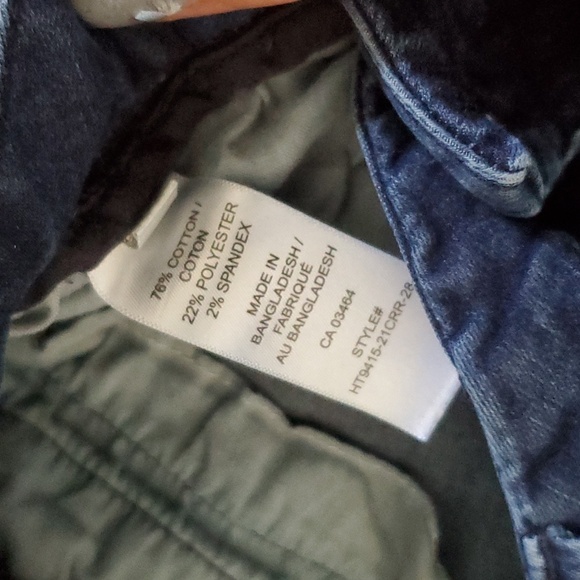 76% COTTON /
COTON
22% POLYESTER
2% SPANDEX
MADE IN
BANGLADESH /
FABRIQUÉ
AU BANGLADESH
CA 03464
STYLE#
HT9415-21CRR-28